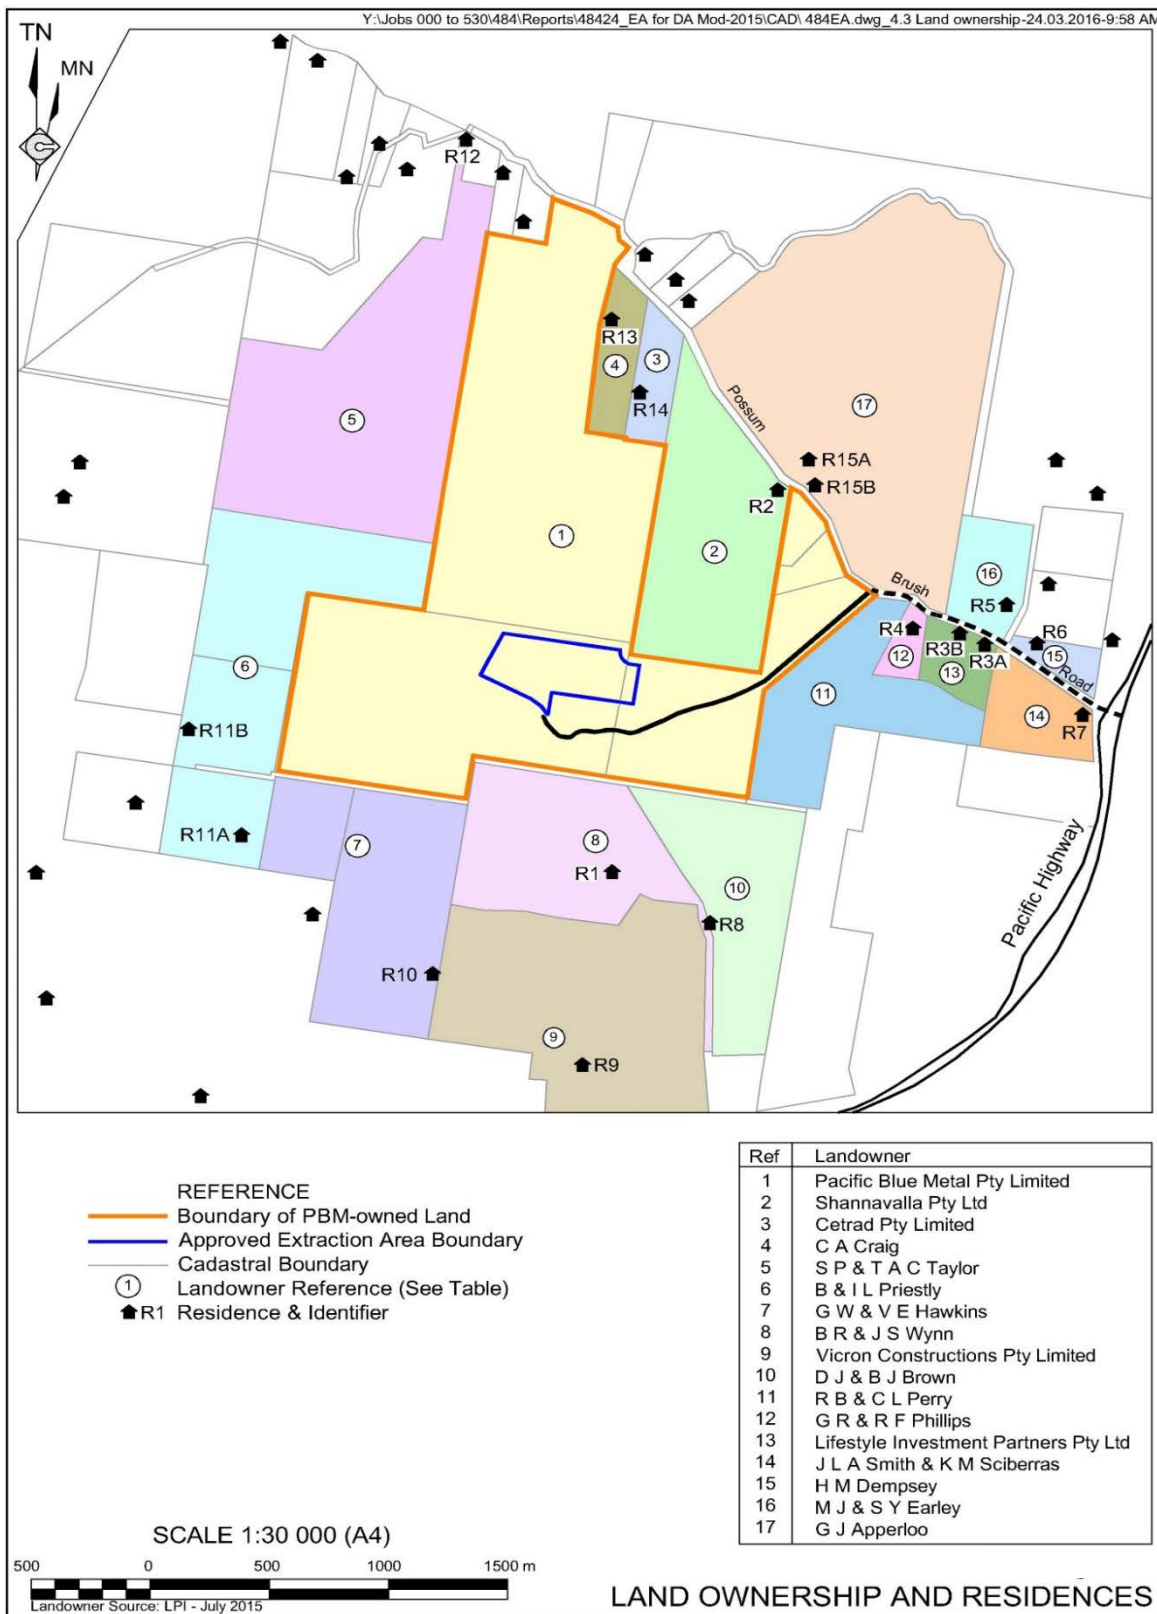 Y:\Jobs 000 to 530\484\Reports\48424_EA for DA Mod-2015\CAD\ 484EA.dwg_4.3 Land ownership-24.03.2016-9:58 AM
TN
MN
R12
R13
4
3
R14
5
17
Possum
R15A
R15B
R2
1
2
16
Brush
R5
R4
R3B
R3A
R6
15
12
13
Road
6
11
14
R7
R11B
R11A
7
8
R1
10
R8
Pacific Highway
R10
9
R9
REFERENCE
Boundary of PBM-owned Land
Approved Extraction Area Boundary
Cadastral Boundary
1 Landowner Reference (See Table)
R1 Residence & Identifier
Ref Landowner
1 Pacific Blue Metal Pty Limited
2 Shannavalla Pty Ltd
3 Cetrad Pty Limited
4 C A Craig
5 S P & T A C Taylor
6 B & I L Priestly
7 G W & V E Hawkins
8 B R & J S Wynn
9 Vicron Constructions Pty Limited
10 D J & B J Brown
11 R B & C L Perry
12 G R & R F Phillips
13 Lifestyle Investment Partners Pty Ltd
14 J L A Smith & K M Sciberras
15 H M Dempsey
16 M J & S Y Earley
17 G J Apperloo
SCALE 1:30 000 (A4)
500 0 500 1000 1500 m
Landowner Source: LPI - July 2015
LAND OWNERSHIP AND RESIDENCES